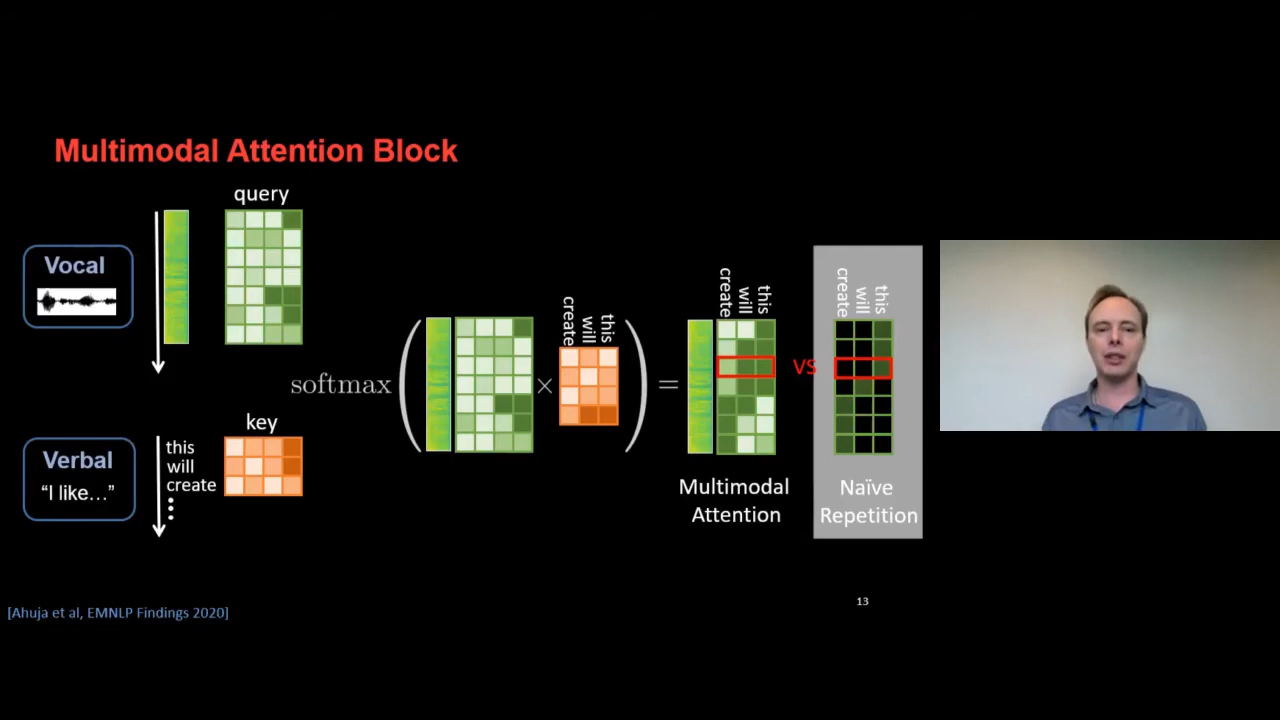 Multimodal Attention Block
query
Vocal
softmax
create
will
this
=
create
will
this
vs
create
will
this
key
Verbal
"I like…"
this
will
create
Multimodal
Attention
Naïve
Repetition
[Ahuja et al, EMNLP Findings 2020]
13